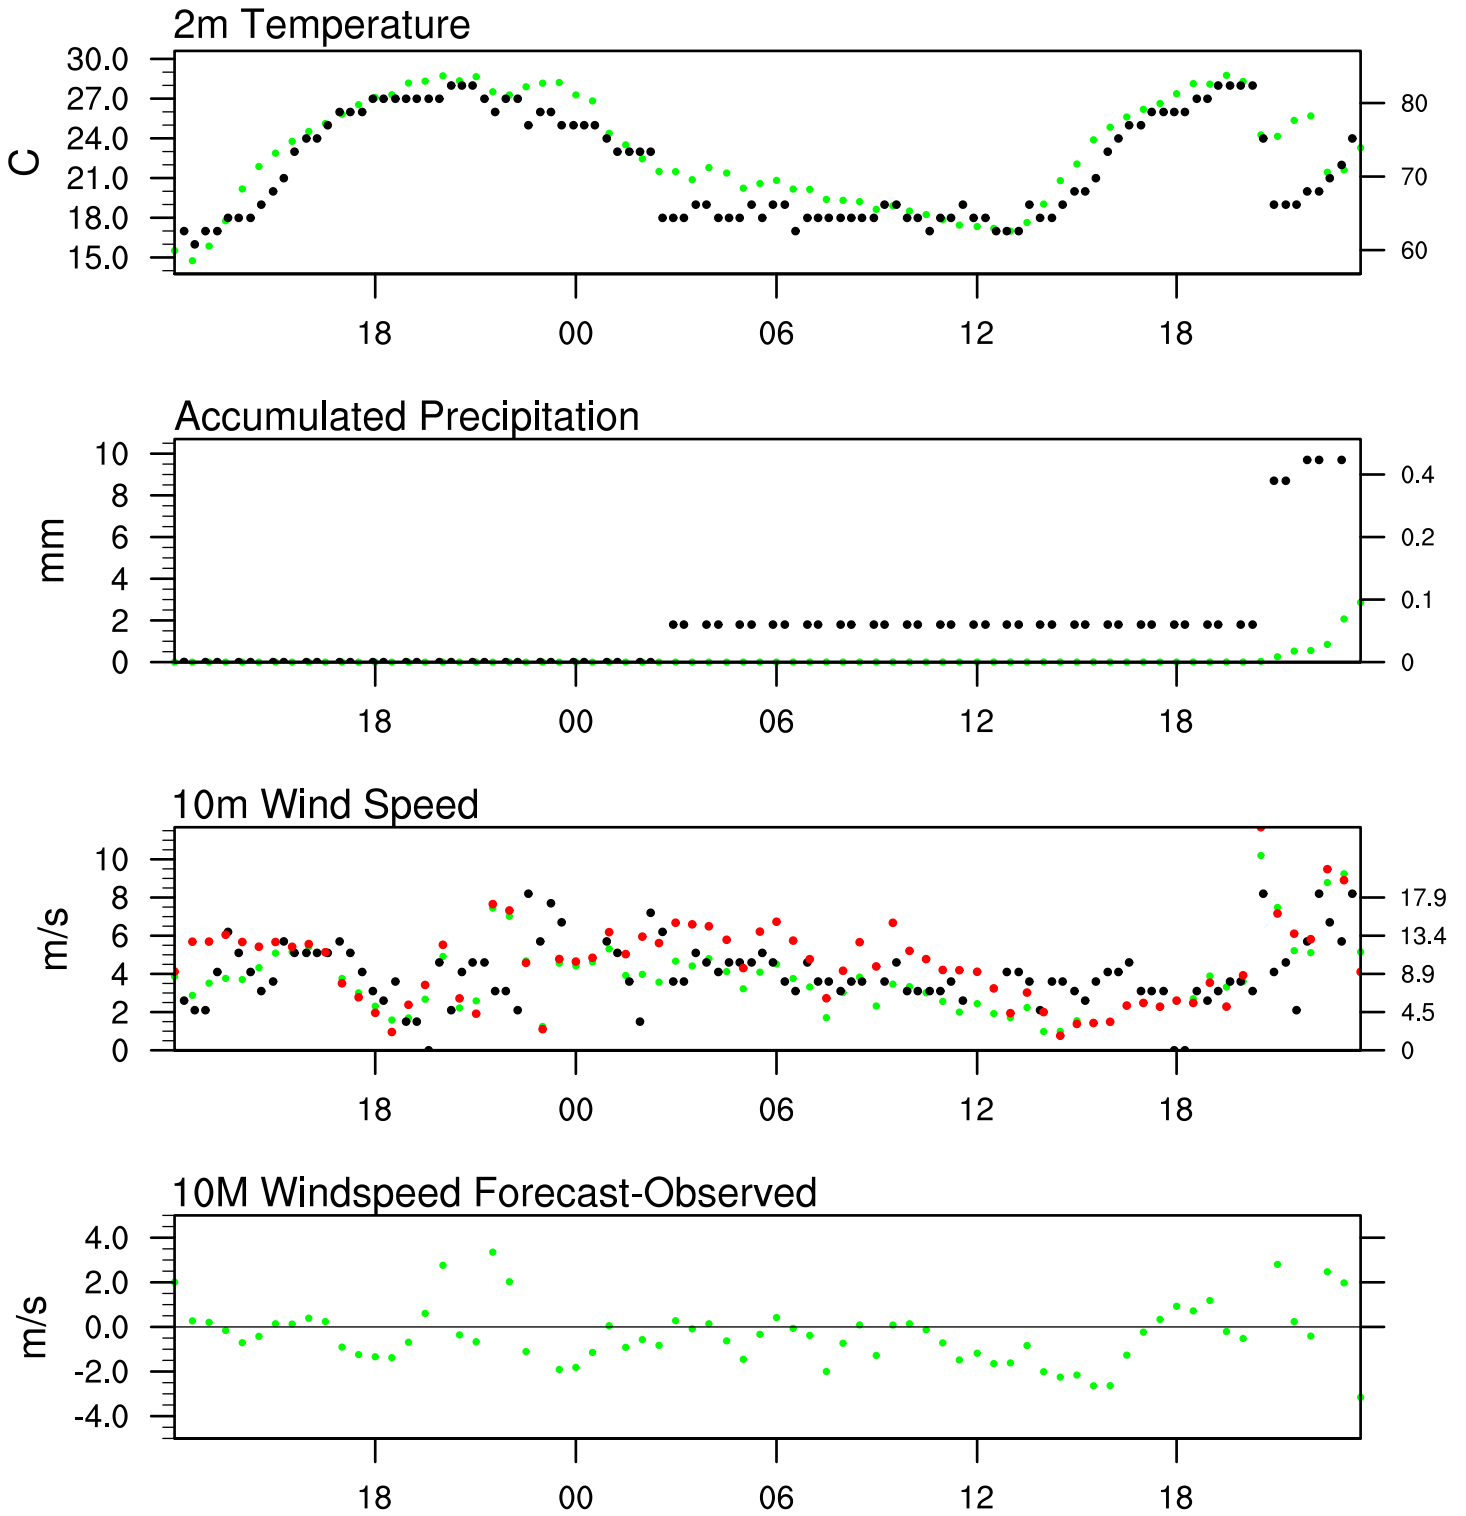 2m Temperature
30.0
27.0
24.0
21.0
18.0
15.0
C
80
70
60
18 00 06 12 18
Accumulated Precipitation
10
8
6
4
2
0
mm
0.4
0.2
0.1
0
18 00 06 12 18
10m Wind Speed
10
8
6
4
2
0
m/s
17.9
13.4
8.9
4.5
0
18 00 06 12 18
10M Windspeed Forecast-Observed
4.0
2.0
0.0
-2.0
-4.0
m/s
18 00 06 12 18